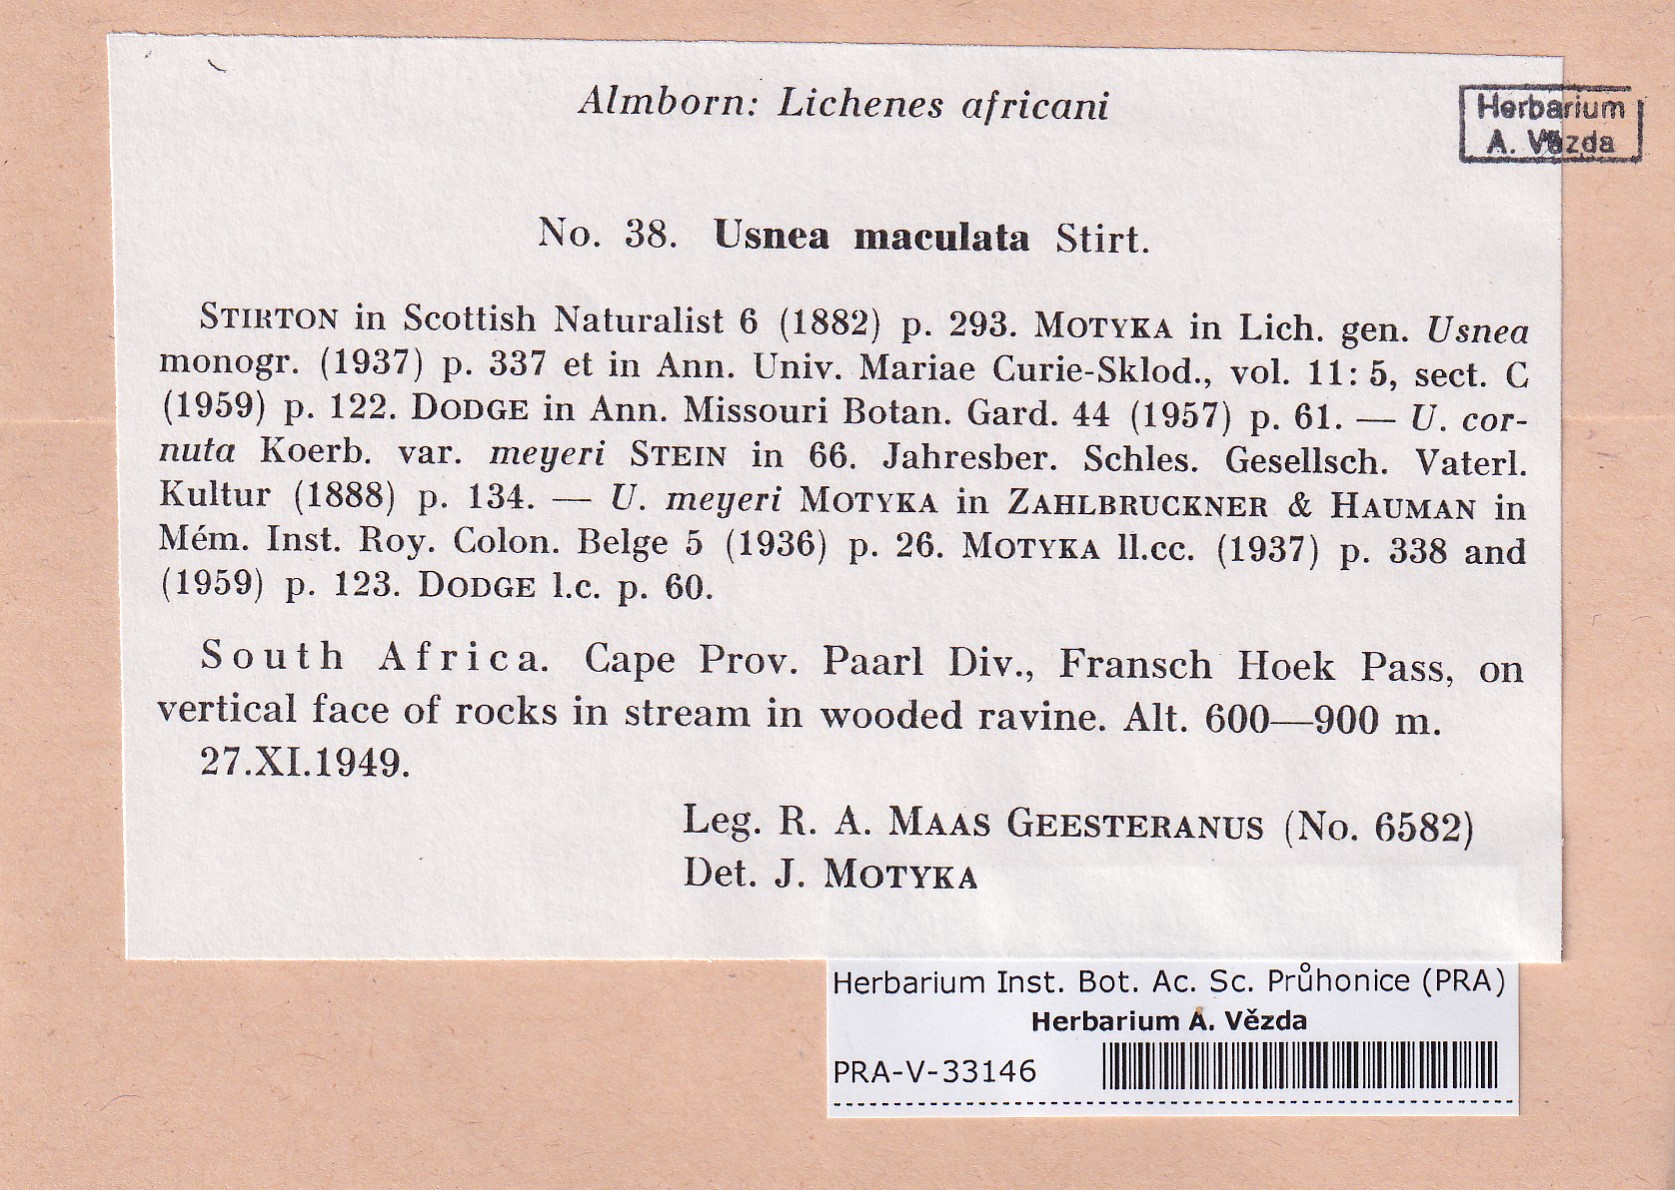 Almborn: Lichenes africani
Herbarium
A. Vězda
No. 38. Usnea maculata Stirt.
STIRTON in Scottish Naturalist 6 (1882) p. 293. MOTYKA in Lich. gen. Usnea
monogr. (1937) p. 337 et in Ann. Univ. Mariae Curie-Sklod., vol. 11: 5, sect. C
(1959) p. 122. DODGE in Ann. Missouri Botan. Gard. 44 (1957) p. 61. — U. cor-
nuta Koerb. var. meyeri STEIN in 66. Jahresber. Schles. Gesellsch. Vaterl.
Kultur (1888) p. 134. — U. meyeri MOTYKA in ZAHLBRUCKNER & HAUMAN in
Mém. Inst. Roy. Colon. Belge 5 (1936) p. 26. MOTYKA ll.cc. (1937) p. 338 and
(1959) p. 123. DODGE l.c. p. 60.
South Africa. Cape Prov. Paarl Div., Fransch Hoek Pass, on
vertical face of rocks in stream in wooded ravine. Alt. 600—900 m.
27.XI.1949.
Leg. R. A. MAAS GEESTERANUS (No. 6582)
Det. J. MOTYKA
Herbarium Inst. Bot. Ac. Sc. Průhonice (PRA)
Herbarium A. Vězda
PRA-V-33146